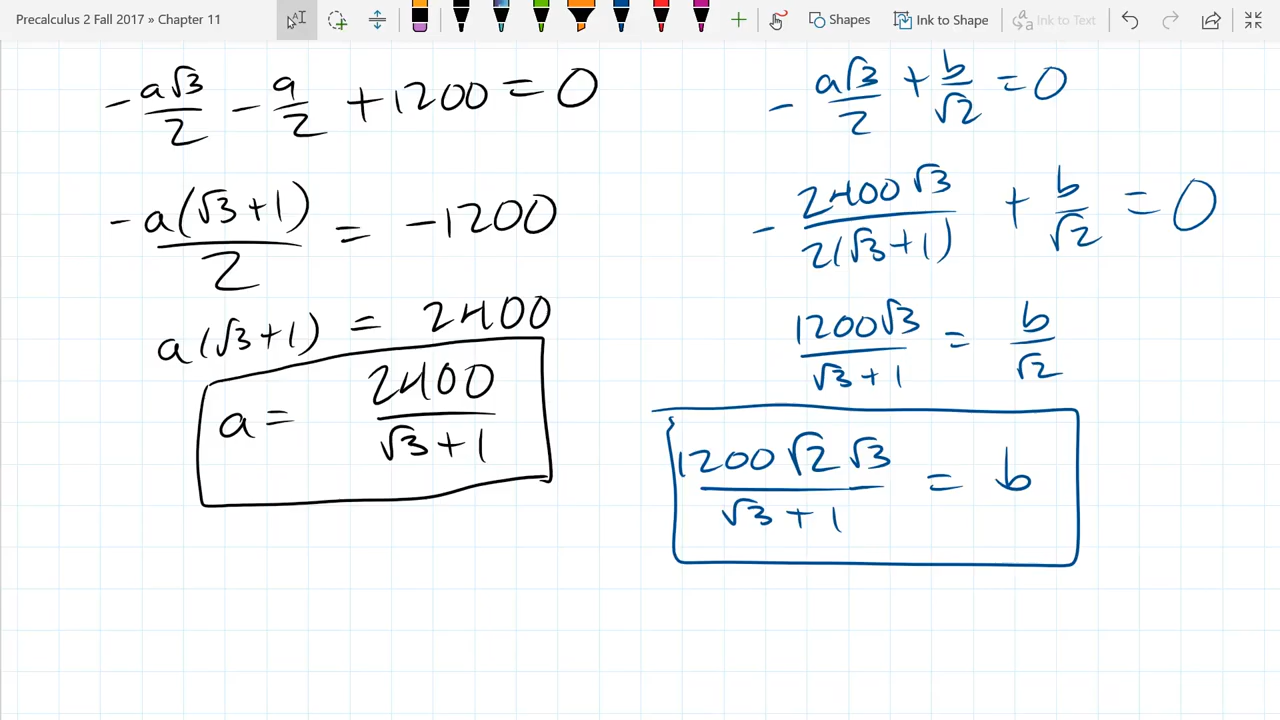 Precalculus 2 Fall 2017 » Chapter 11
Shapes
Ink to Shape
Ink to Text
- a√3/2 - a/2 + 1200 = 0
-a(√3+1)/2 = -1200
a(√3+1) = 2400
a = 2400/√3+1
- a√3/2 + b/√2 = 0
- 2400√3/2(√3+1) + b/√2 = 0
1200√3/√3+1 = b/√2
1200√2√3/√3+1 = b